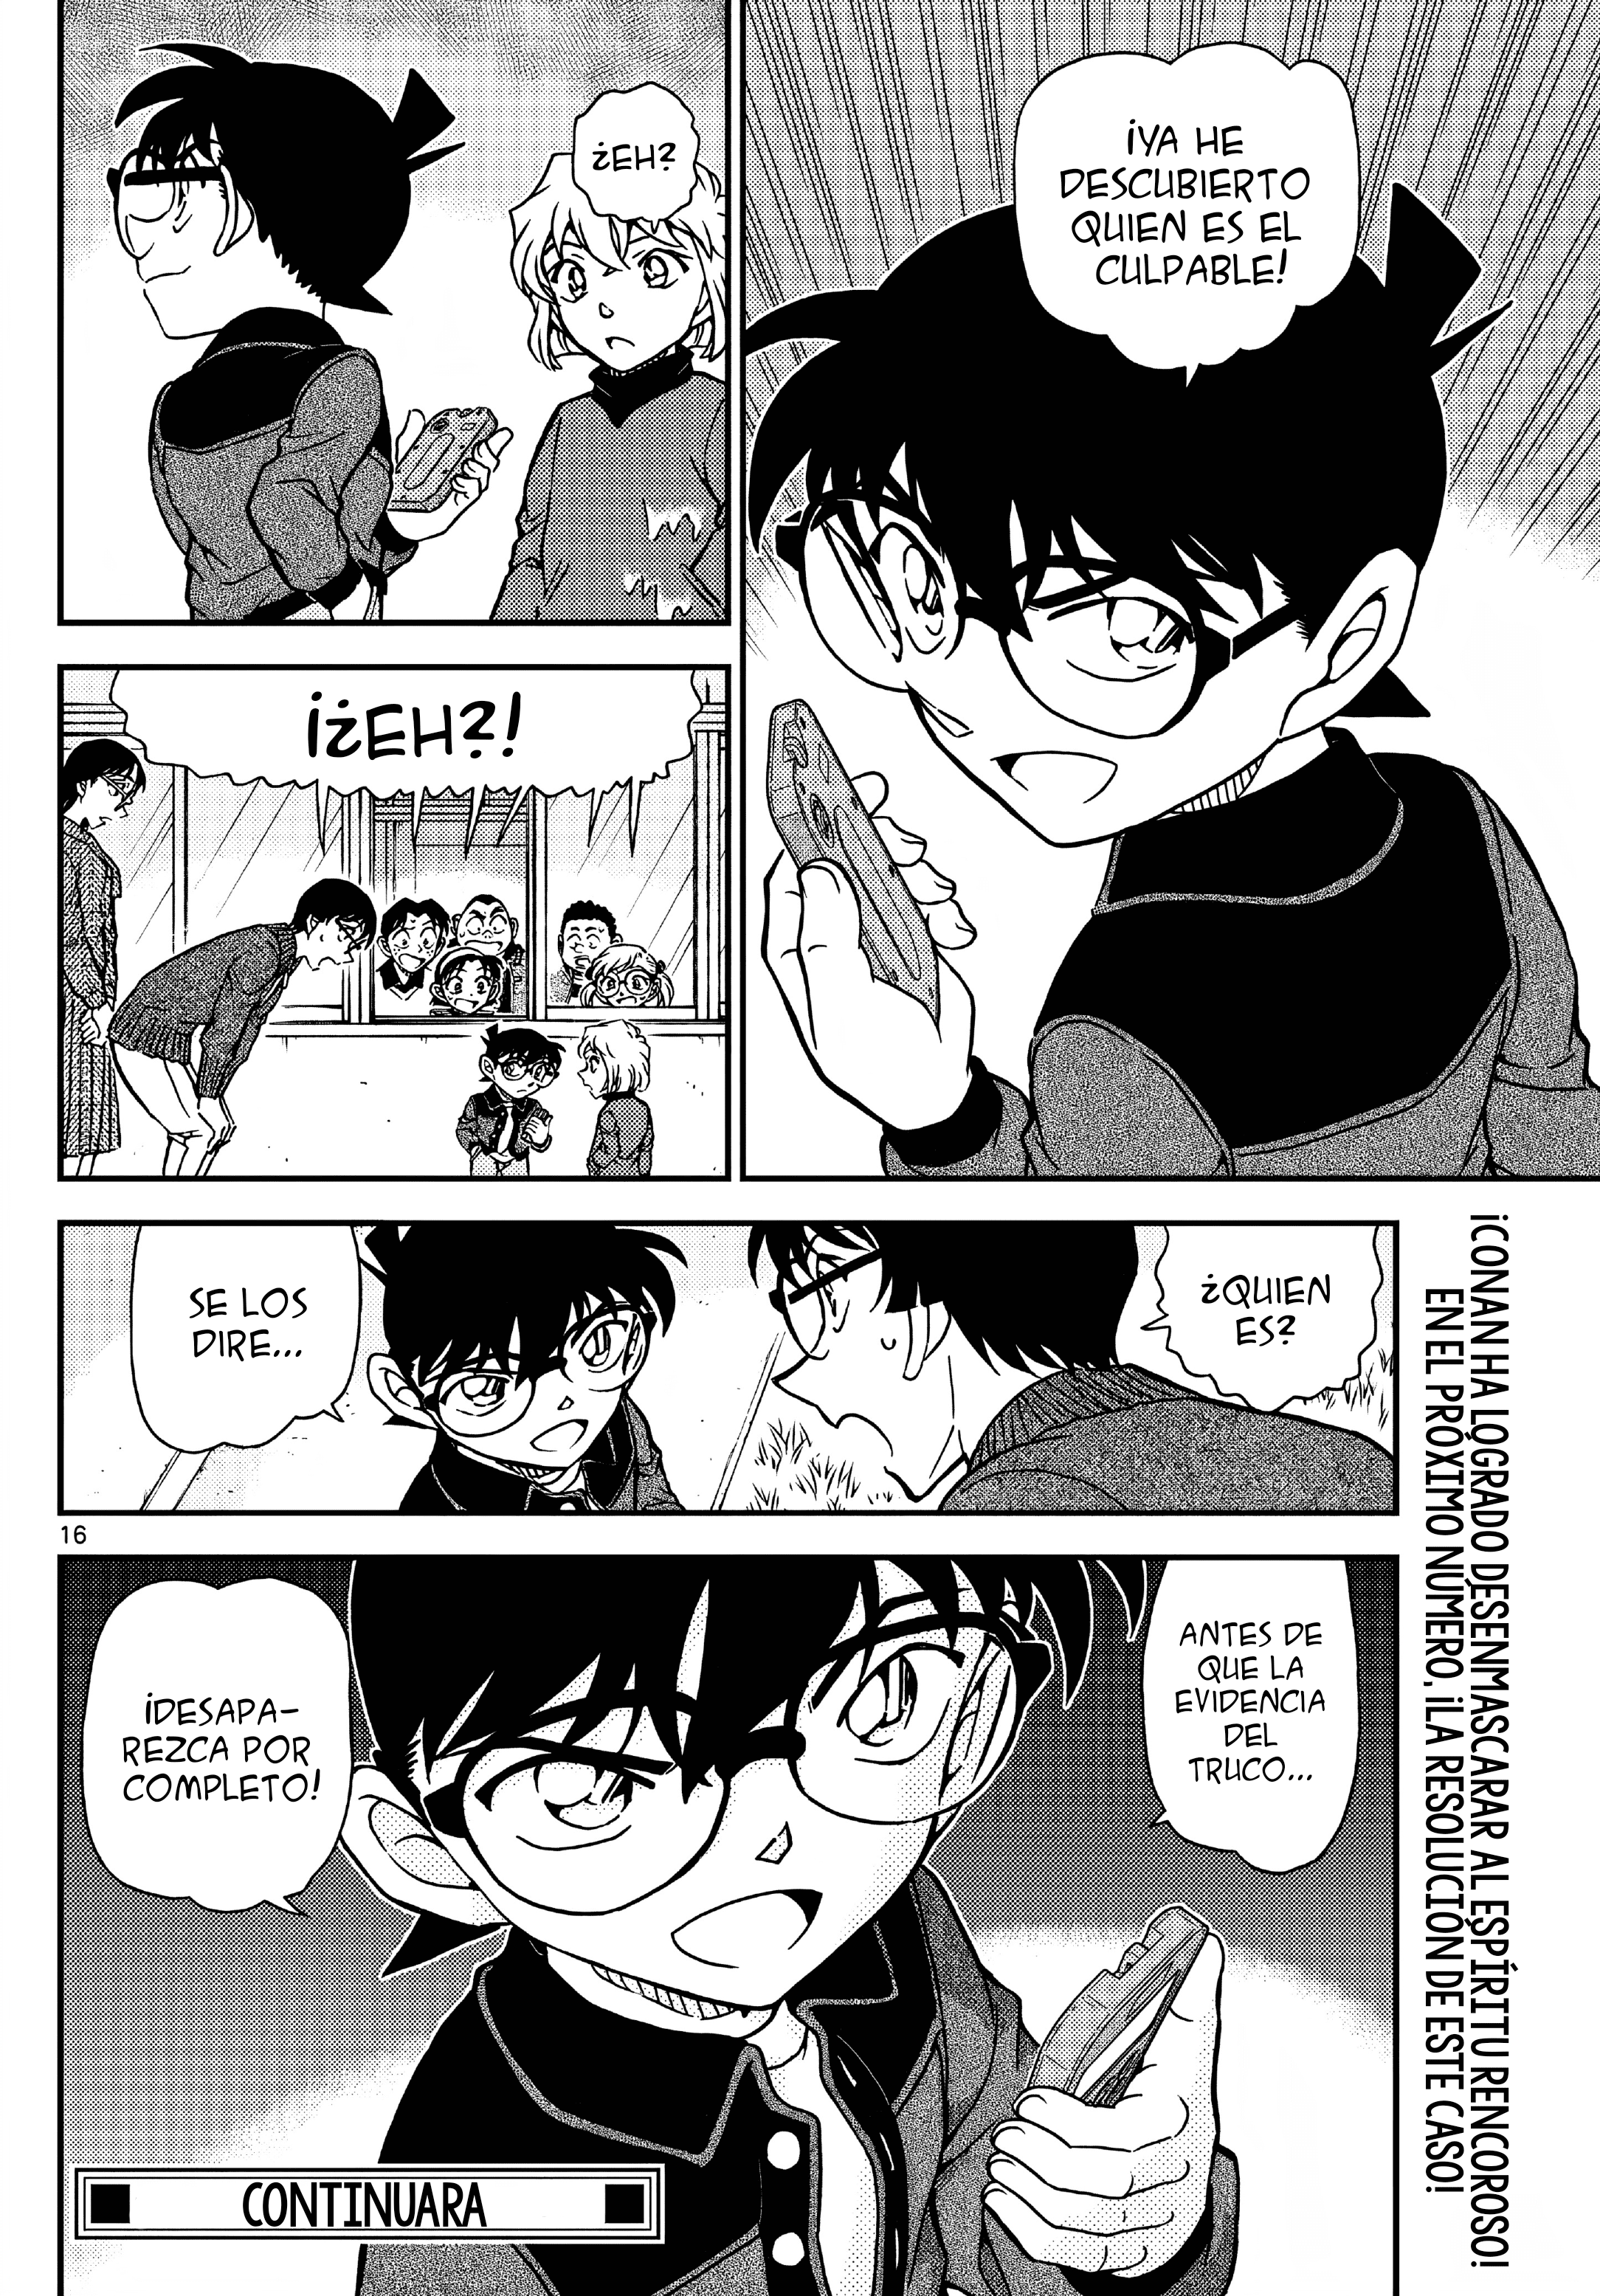 ¡YA HE
DESCUBIERTO
QUIEN ES EL
CULPABLE!
¿EH?
¡¿EH?!
¿QUIEN
ES?
SE LOS
DIRE...
16
ANTES DE
QUE LA
EVIDENCIA
DEL
TRUCO...
¡DESAPA-
REZCA POR
COMPLETO!
CONTINUARA
¡CONAN HA LOGRADO DESENMASCARAR AL ESPÍRITU RENCOROSO!
EN EL PRÓXIMO NÚMERO, ¡LA RESOLUCIÓN DE ESTE CASO!